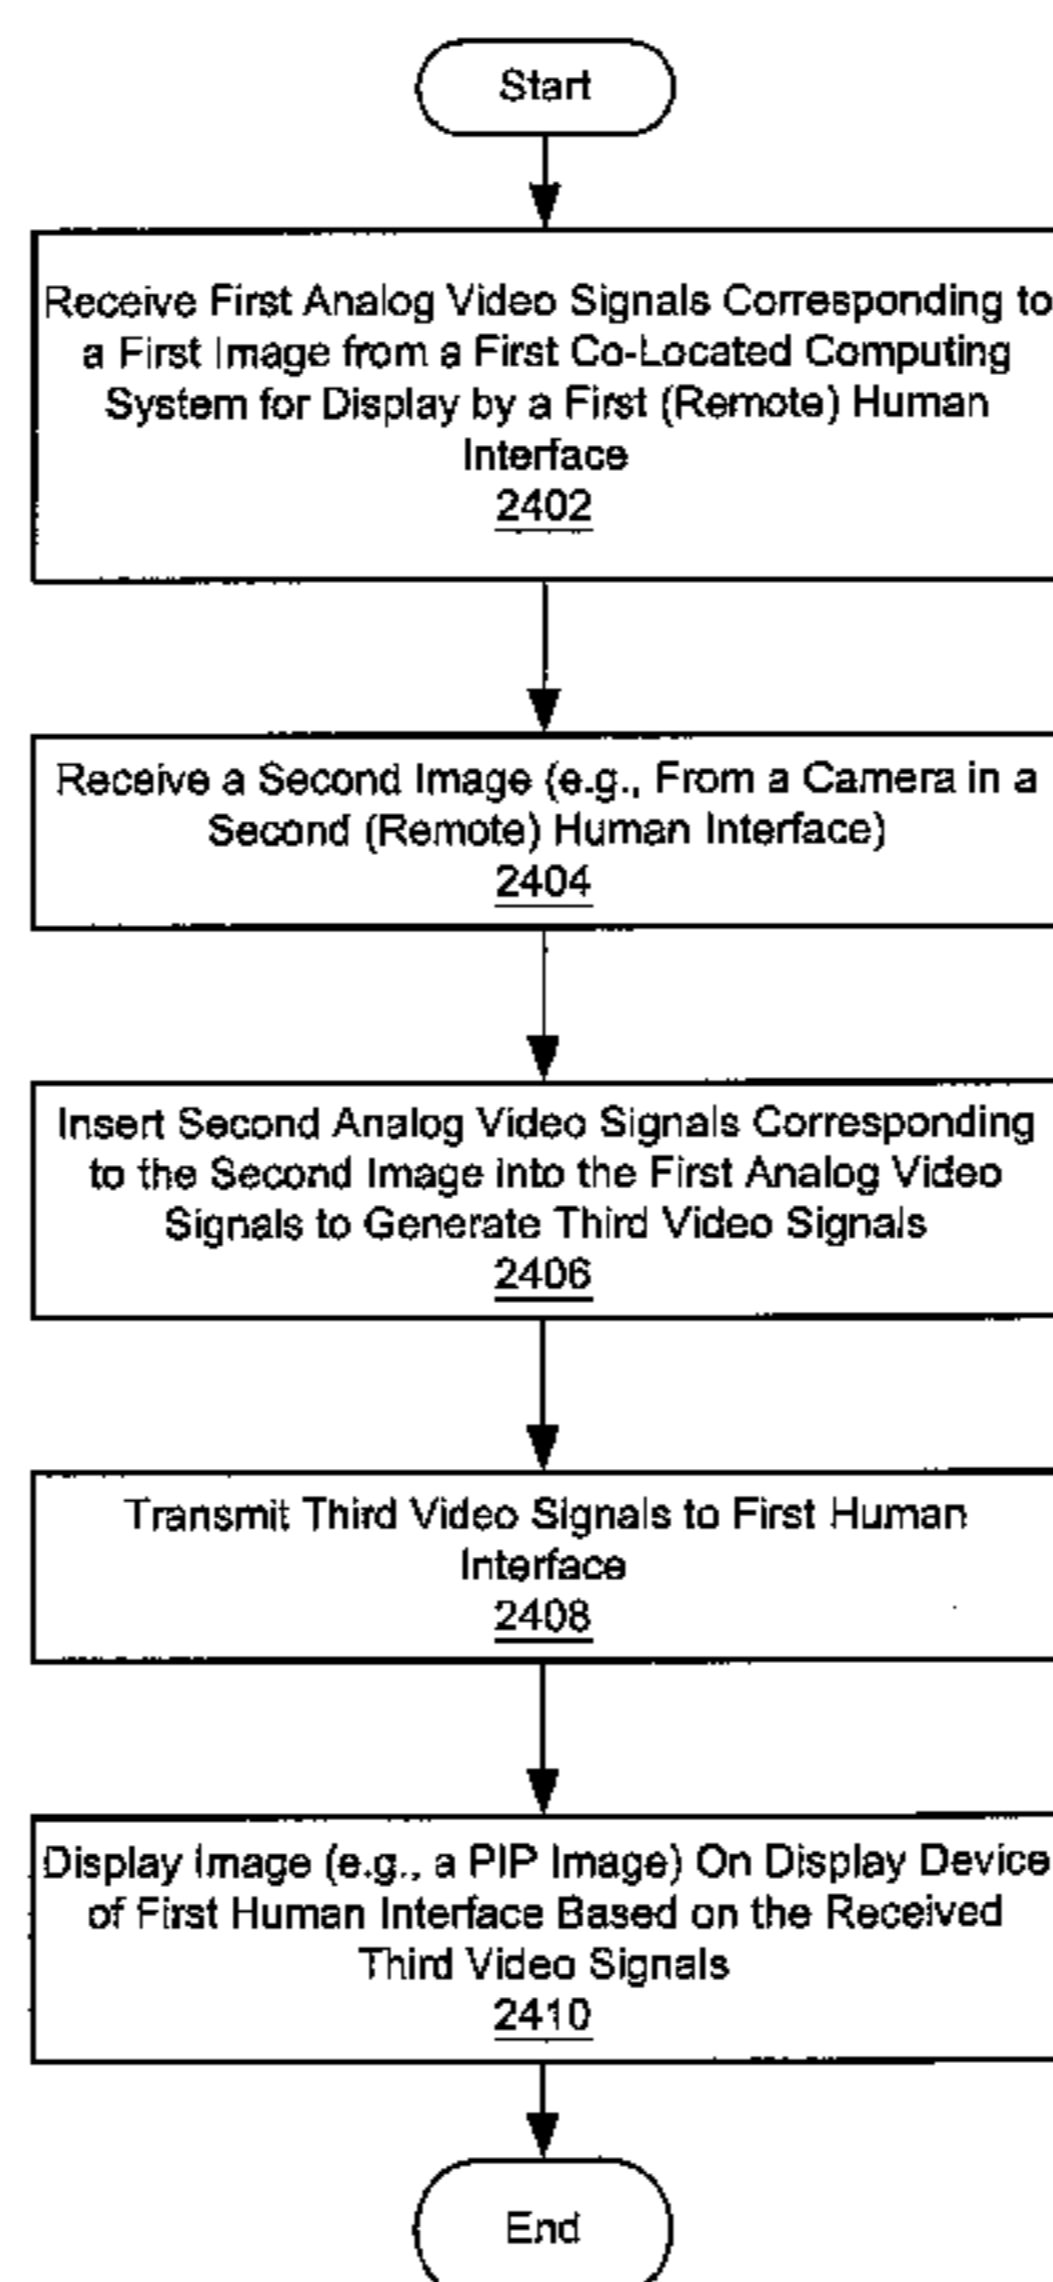 Start
Receive First Analog Video Signals Corresponding to
a First Image from a First Co-Located Computing
System for Display by a First (Remote) Human
Interface
2402
Receive a Second Image (e.g., From a Camera in a
Second (Remote) Human Interface)
2404
Insert Second Analog Video Signals Corresponding
to the Second Image into the First Analog Video
Signals to Generate Third Video Signals
2406
Transmit Third Video Signals to First Human
Interface
2408
Display Image (e.g., a PIP Image) On Display Device
of First Human Interface Based on the Received
Third Video Signals
2410
End